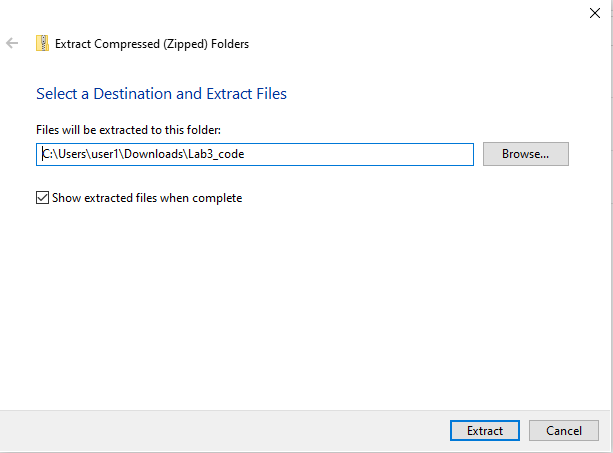 Extract Compressed (Zipped) Folders
Select a Destination and Extract Files
Files will be extracted to this folder:
C:\Users\user1\Downloads\Lab3_code
Browse...
Show extracted files when complete
Extract
Cancel